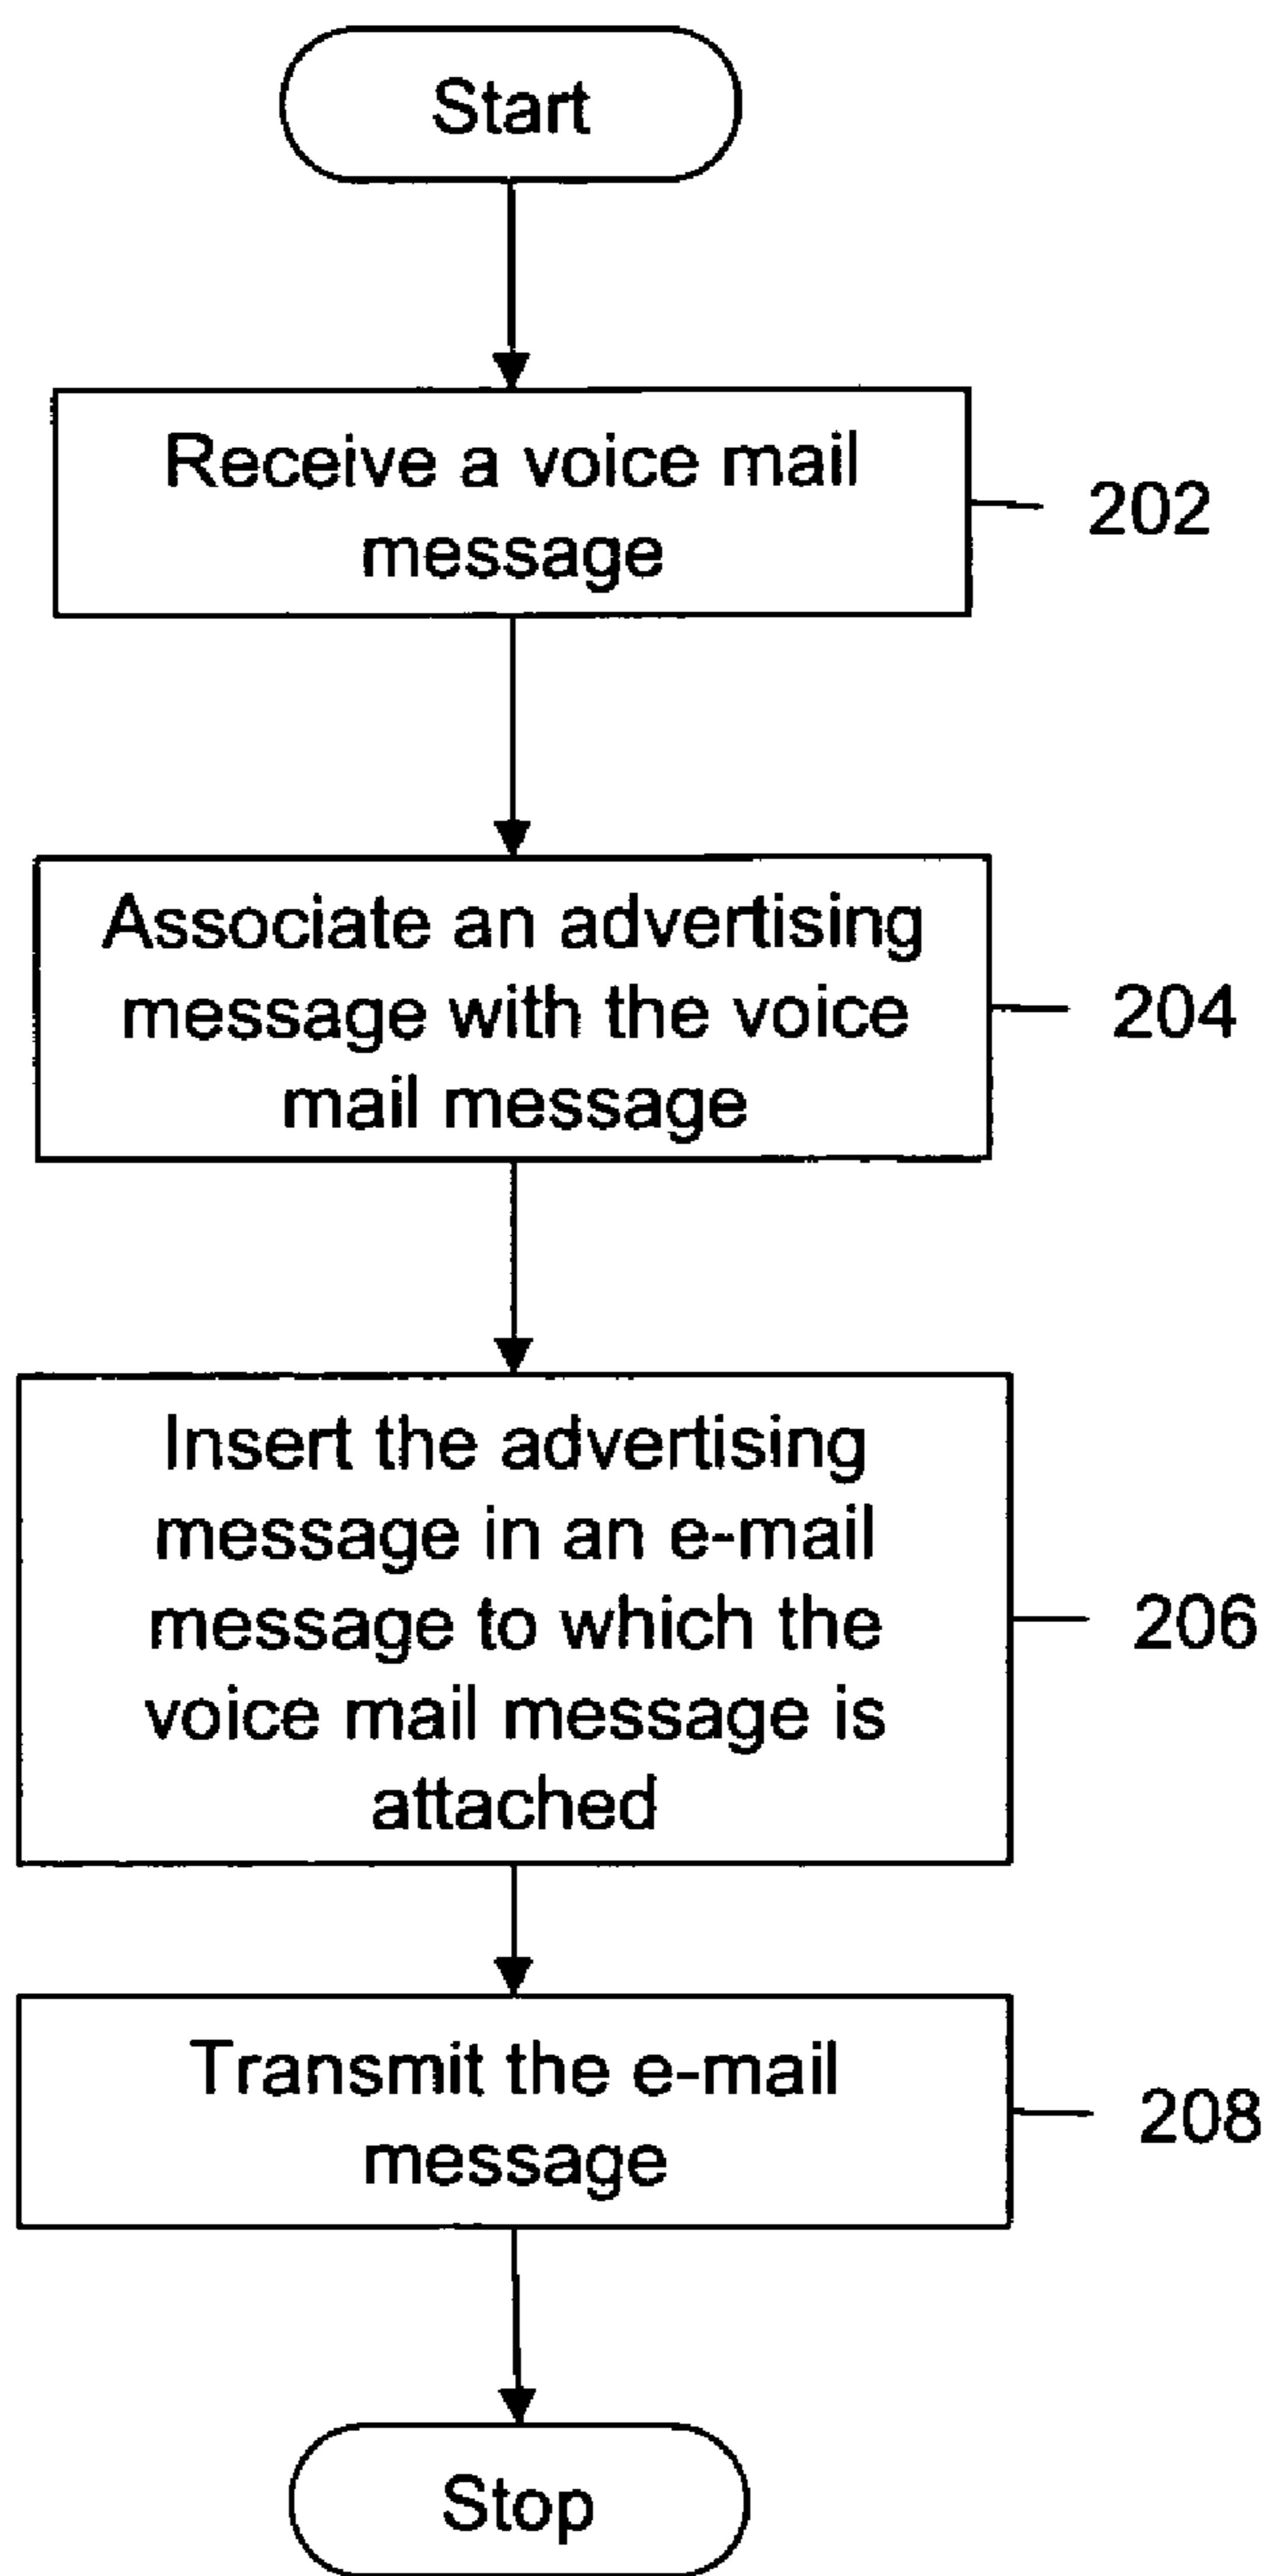 Start
Receive a voice mail
message
202
Associate an advertising
message with the voice
mail message
204
Insert the advertising
message in an e-mail
message to which the
voice mail message is
attached
206
Transmit the e-mail
message
208
Stop